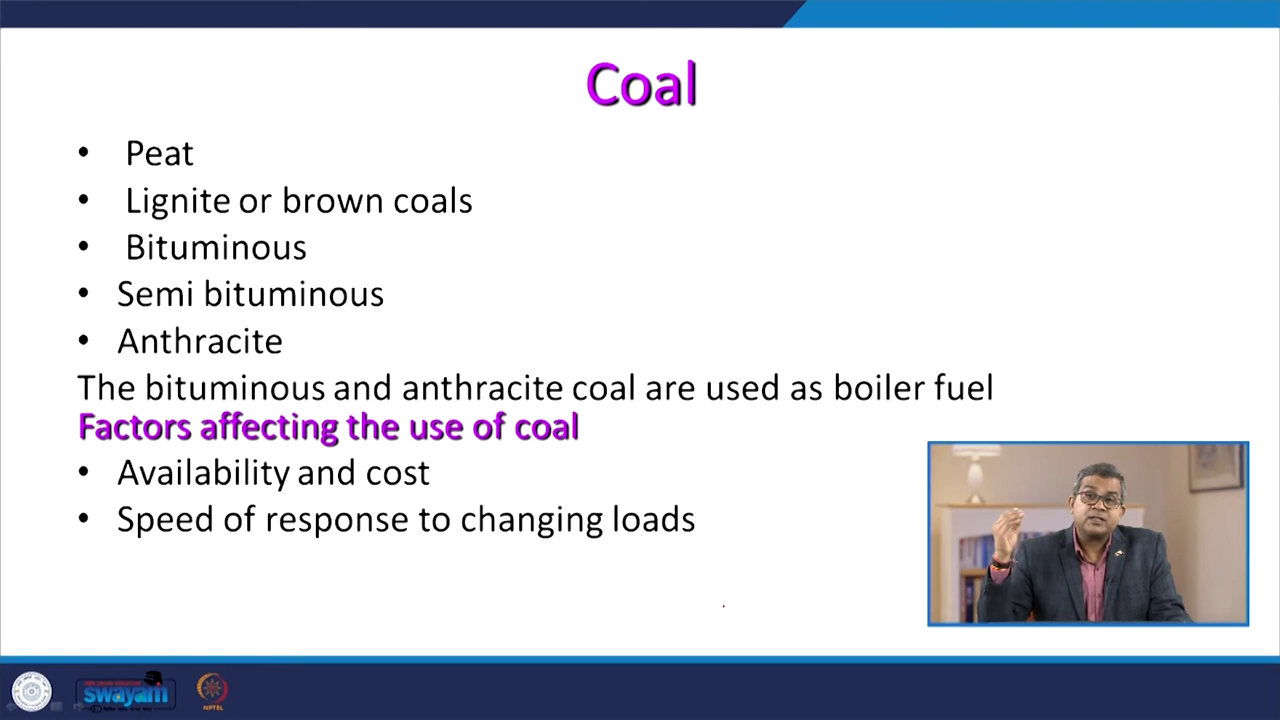 Coal
• Peat
• Lignite or brown coals
• Bituminous
• Semi bituminous
• Anthracite
The bituminous and anthracite coal are used as boiler fuel
Factors affecting the use of coal
• Availability and cost
• Speed of response to changing loads
swayam
NPTEL